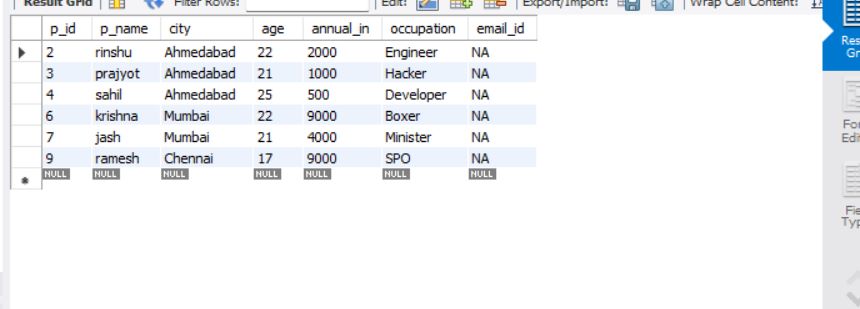 Result Grid Filter Rows: Edit: Export/Import: Wrap Cell Content:
p_id p_name city age annual_in occupation email_id
2 rinshu Ahmedabad 22 2000 Engineer NA
3 prajyot Ahmedabad 21 1000 Hacker NA
4 sahil Ahmedabad 25 500 Developer NA
6 krishna Mumbai 22 9000 Boxer NA
7 jash Mumbai 21 4000 Minister NA
9 ramesh Chennai 17 9000 SPO NA
NULL NULL NULL NULL NULL NULL NULL
Res
Gr
For
Edi
Fie
Typ